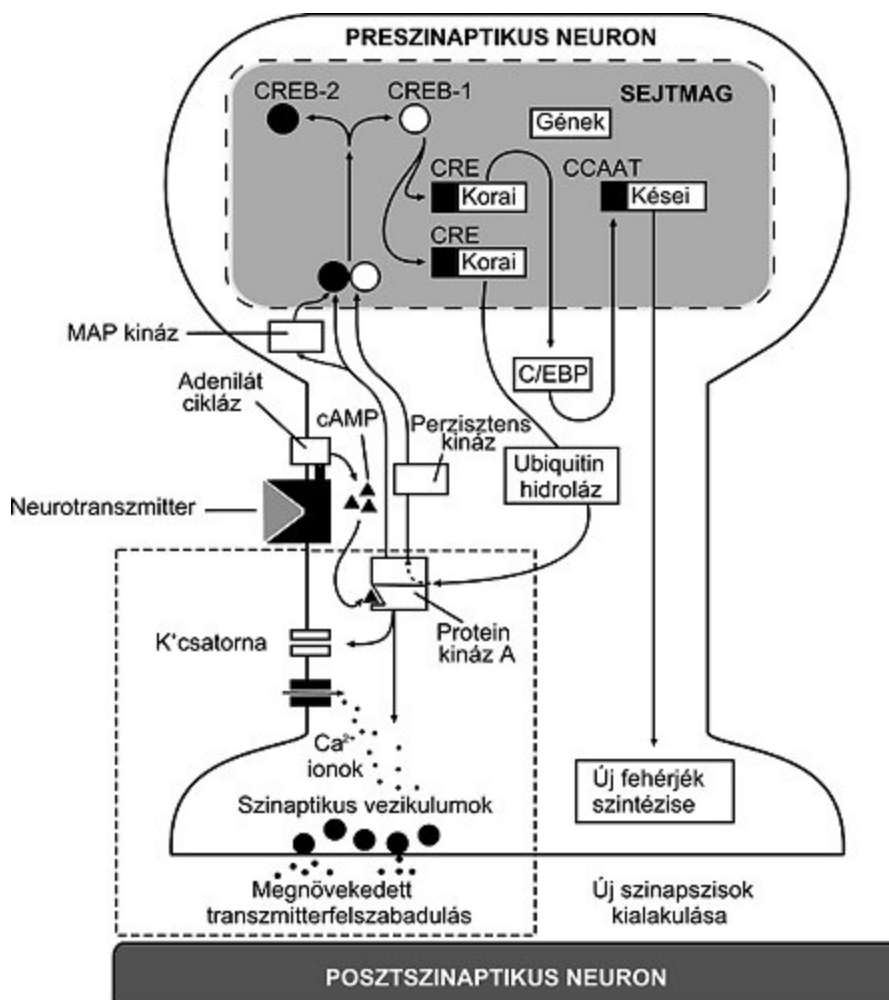 PRESZINAPTIKUS NEURON
CREB-2
CREB-1
SEJTMAG
Gének
CRE
CCAAT
Korai
Kései
CRE
Korai
MAP kináz
C/EBP
Adenilát
cikláz
cAMP
Perzisztens
kináz
Ubiquitin
hidroláz
Neurotranszmitter
K⁺csatorna
Protein
kináz A
Ca²⁺
ionok
Szinaptikus vezikulumok
Új fehérjék
szintézise
Megnövekedett
transzmitterfelszabadulás
Új szinapszisok
kialakulása
POSZTSZINAPTIKUS NEURON